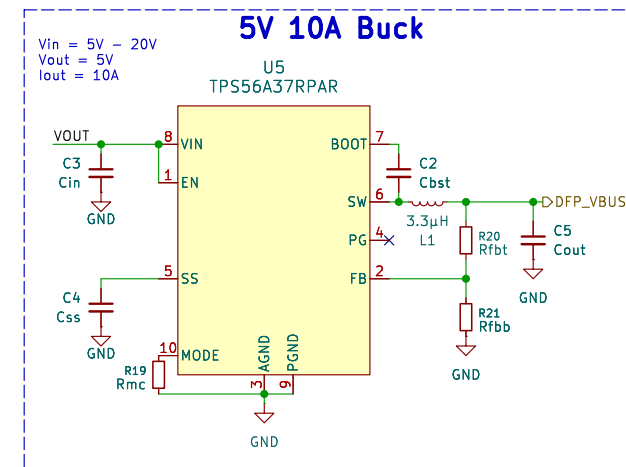 5V 10A Buck
Vin = 5V - 20V
Vout = 5V
Iout = 10A
U5
TPS56A37RPAR
VOUT
8
VIN
BOOT
7
C3
Cin
C2
Cbst
1
EN
GND
SW
6
DFP_VBUS
3.3µH
L1
PG
4
R20
Rfbt
C5
Cout
5
SS
FB
2
C4
Css
GND
R21
Rfbb
GND
10
MODE
AGND
PGND
R19
Rmc
GND
3
9
GND